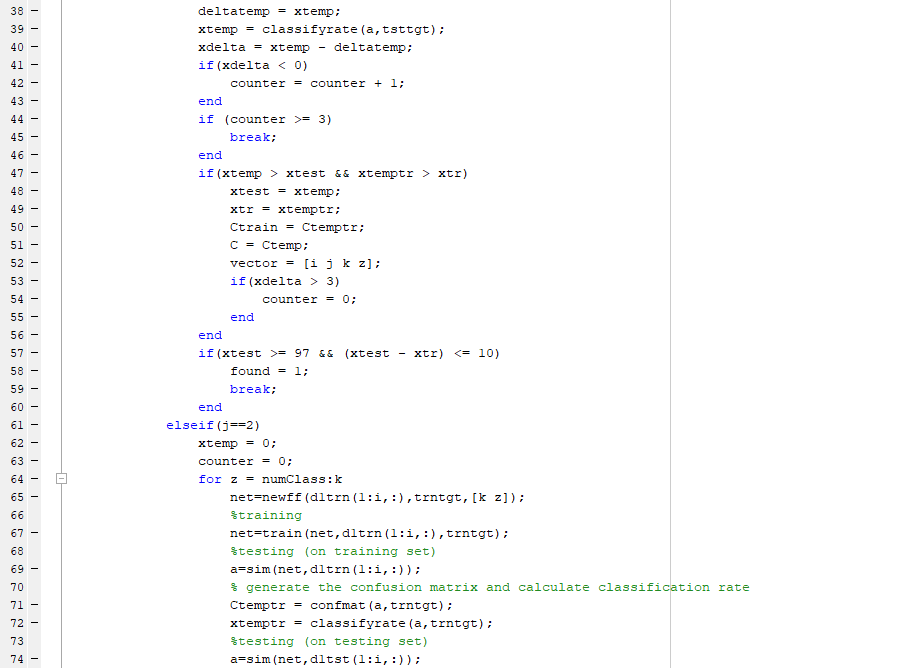 38 – deltatemp = xtemp;
39 – xtemp = classifyrate(a,tsttgt);
40 – xdelta = xtemp - deltatemp;
41 – if(xdelta < 0)
42 – counter = counter + 1;
43 – end
44 – if (counter >= 3)
45 – break;
46 – end
47 – if(xtemp > xtest && xtemptr > xtr)
48 – xtest = xtemp;
49 – xtr = xtemptr;
50 – Ctrain = Ctemptr;
51 – C = Ctemp;
52 – vector = [i j k z];
53 – if(xdelta > 3)
54 – counter = 0;
55 – end
56 – end
57 – if(xtest >= 97 && (xtest - xtr) <= 10)
58 – found = 1;
59 – break;
60 – end
61 – elseif(j==2)
62 – xtemp = 0;
63 – counter = 0;
64 – for z = numClass:k
65 – net=newff(dltrn(1:i,:),trntgt,[k z]);
66 %training
67 – net=train(net,dltrn(1:i,:),trntgt);
68 %testing (on training set)
69 – a=sim(net,dltrn(1:i,:));
70 % generate the confusion matrix and calculate classification rate
71 – Ctemptr = confmat(a,trntgt);
72 – xtemptr = classifyrate(a,trntgt);
73 %testing (on testing set)
74 – a=sim(net,dltst(1:i,:));